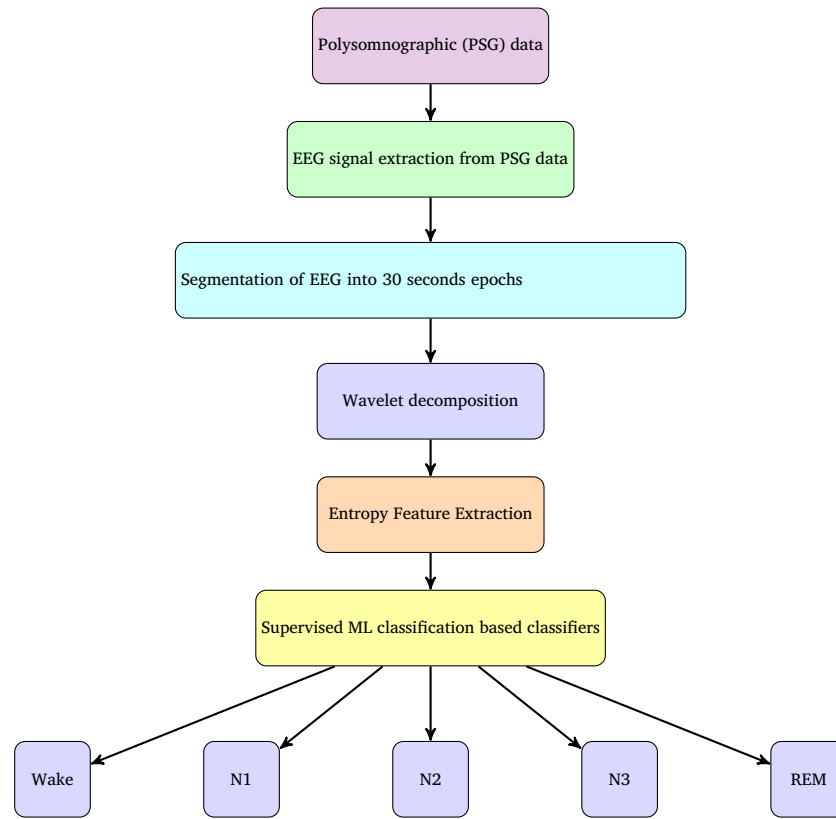 Polysomnographic (PSG) data
EEG signal extraction from PSG data
Segmentation of EEG into 30 seconds epochs
Wavelet decomposition
Entropy Feature Extraction
Supervised ML classification based classifiers
Wake
N1
N2
N3
REM